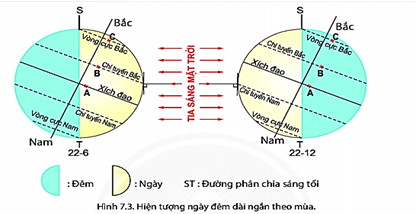 S
Bắc
Vòng cực Bắc
C
Chí tuyến Bắc
B
Xích đạo
A
Chí tuyến Nam
Vòng cực Nam
Nam
T
22-6
TIA SÁNG MẶT TRỜI
S
Bắc
Vòng cực Bắc
C
Chí tuyến Bắc
B
Xích đạo
A
Chí tuyến Nam
Vòng cực Nam
Nam
T
22-12
: Đêm
: Ngày
ST : Đường phân chia sáng tối
Hình 7.3. Hiện tượng ngày đêm dài ngắn theo mùa.